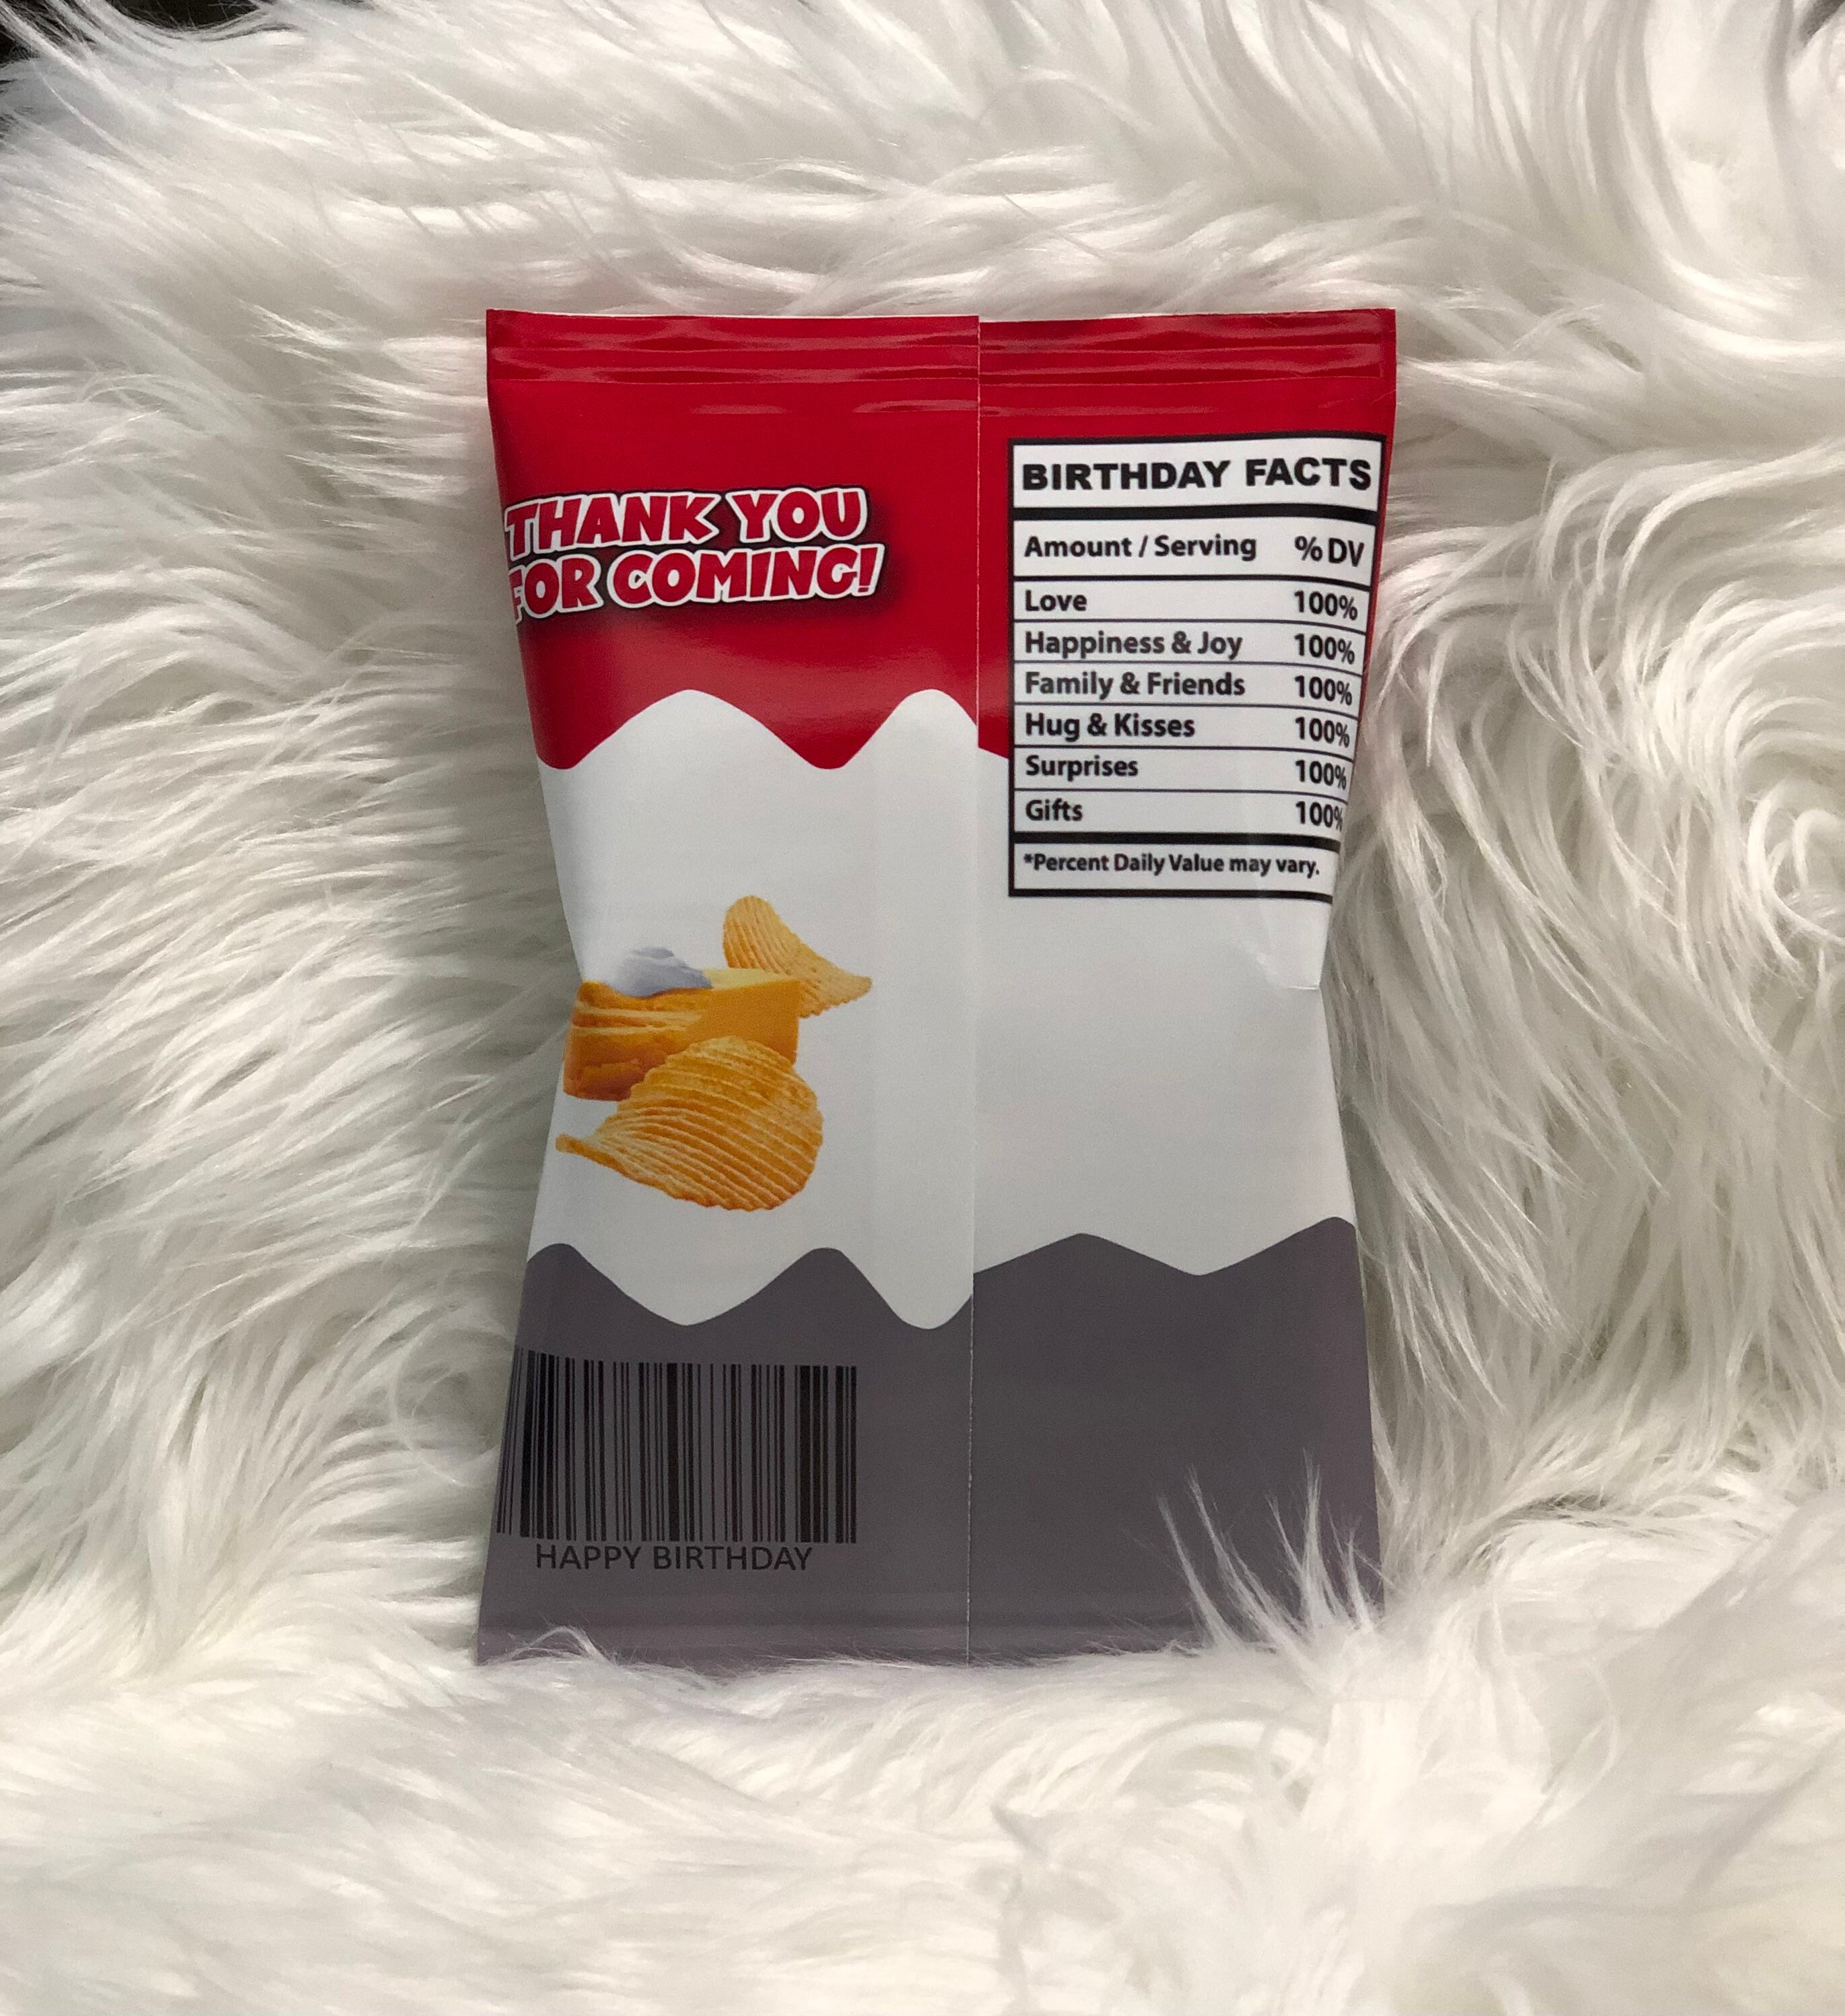 THANK YOU
FOR COMING!
BIRTHDAY FACTS
Amount / Serving % DV
Love 100%
Happiness & Joy 100%
Family & Friends 100%
Hug & Kisses 100%
Surprises 100%
Gifts 100%
*Percent Daily Value may vary.
HAPPY BIRTHDAY